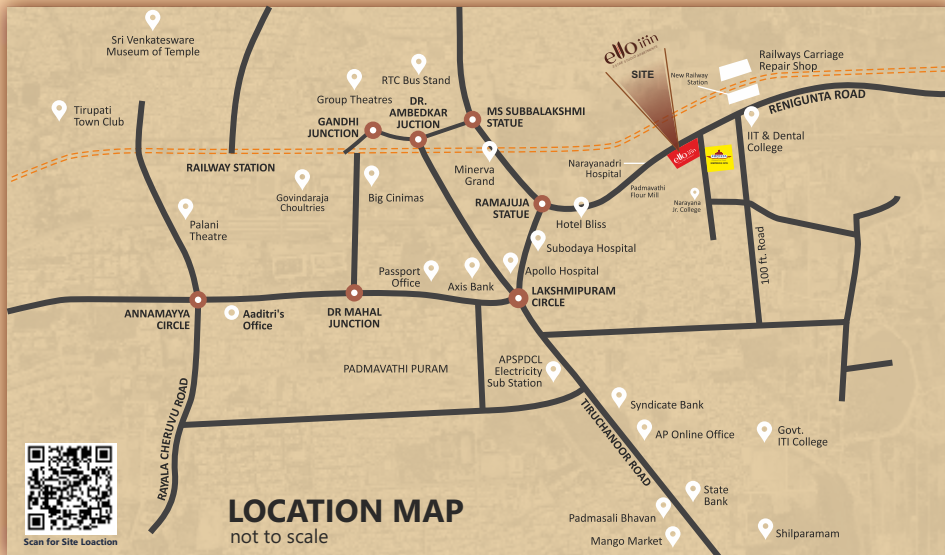 Sri Venkatesware
Museum of Temple
Tirupati
Town Club
RTC Bus Stand
Group Theatres
DR.
AMBEDKAR
JUCTION
GANDHI
JUNCTION
MS SUBBALAKSHMI
STATUE
ello inn
SITE
New Railway
Station
Railways Carriage
Repair Shop
RENIGUNTA ROAD
IIT & Dental
College
RAILWAY STATION
Minerva
Grand
Narayanadri
Hospital
ello inn
Govindaraja
Choultries
Big Cinimas
RAMAJUJA
STATUE
Padmavathi
Flour Mill
Narayana
Jr. College
Hotel Bliss
Palani
Theatre
Subodaya Hospital
100 ft. Road
Passport
Office
Axis Bank
Apollo Hospital
LAKSHMIPURAM
CIRCLE
ANNAMAYYA
CIRCLE
Aaditri's
Office
DR MAHAL
JUNCTION
PADMAVATHI PURAM
APSPDCL
Electricity
Sub Station
RAYALA CHERUVU ROAD
TIRUCHANOOR ROAD
Syndicate Bank
AP Online Office
Govt.
ITI College
State
Bank
Padmasali Bhavan
Mango Market
Shilparamam
LOCATION MAP
not to scale
Scan for Site Loaction